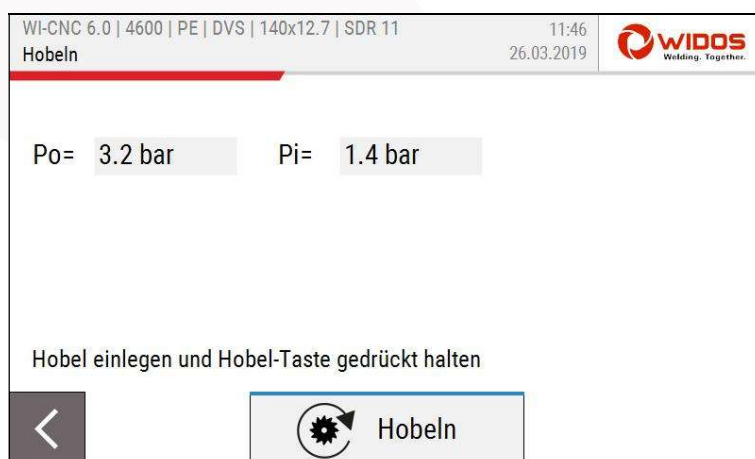 WI-CNC 6.0 | 4600 | PE | DVS | 140x12.7 | SDR 11
11:46
Hobeln
26.03.2019
WIDOS
Welding. Together.
Po= 3.2 bar Pi= 1.4 bar
Hobel einlegen und Hobel-Taste gedrückt halten
Hobeln